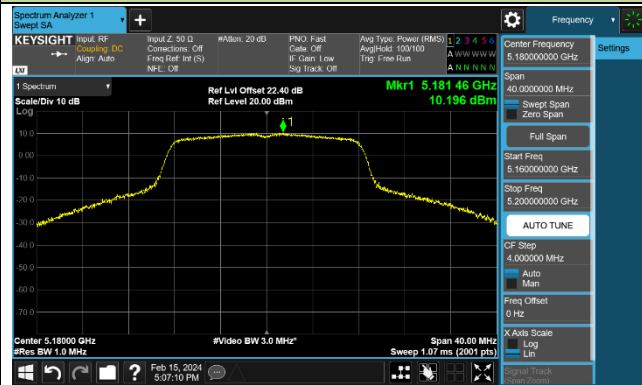 Spectrum Analyzer 1
Swept SA
Frequency
KEYSIGHT
Input: RF
Coupling: DC
Align: Auto
Input Z: 50 Ω
Corrections: Off
Freq Ref: Int (S)
NFE: Off
#Atten: 20 dB
PNO: Fast
Gate: Off
IF Gain: Low
Sig Track: Off
Avg Type: Power (RMS)
Avg|Hold: 100/100
Trig: Free Run
1 2 3 4 5 6
A W W W W W
A N N N N N
LXI
1 Spectrum
Scale/Div 10 dB
Log
Ref Lvl Offset 22.40 dB
Ref Level 20.00 dBm
Mkr1 5.181 46 GHz
10.196 dBm
1
10.0
0.00
-10.0
-20.0
-30.0
-40.0
-50.0
-60.0
-70.0
Center 5.18000 GHz
#Res BW 1.0 MHz
#Video BW 3.0 MHz*
Span 40.00 MHz
Sweep 1.07 ms (2001 pts)
Feb 15, 2024
5:07:10 PM
Center Frequency
5.180000000 GHz
Settings
Span
40.0000000 MHz
Swept Span
Zero Span
Full Span
Start Freq
5.160000000 GHz
Stop Freq
5.200000000 GHz
AUTO TUNE
CF Step
4.000000 MHz
Auto
Man
Freq Offset
0 Hz
X Axis Scale
Log
Lin
Signal Track
(Span Zoom)